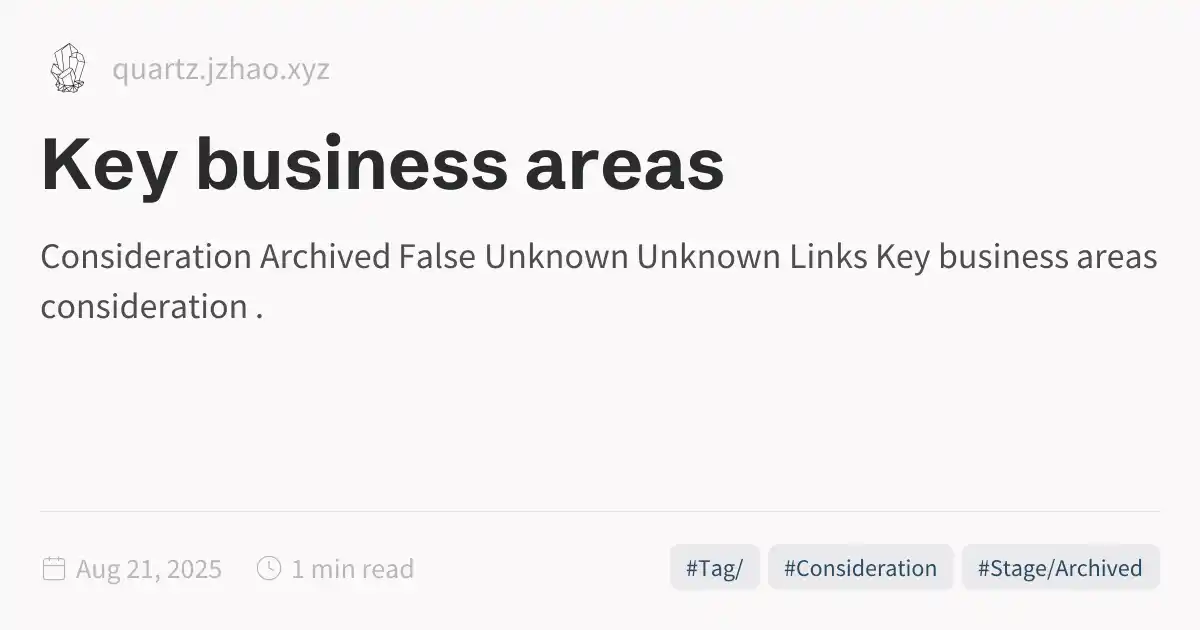 quartz.jzhao.xyz
Key business areas
Consideration Archived False Unknown Unknown Links Key business areas
consideration .
Aug 21, 2025
1 min read
#Tag/
#Consideration
#Stage/Archived